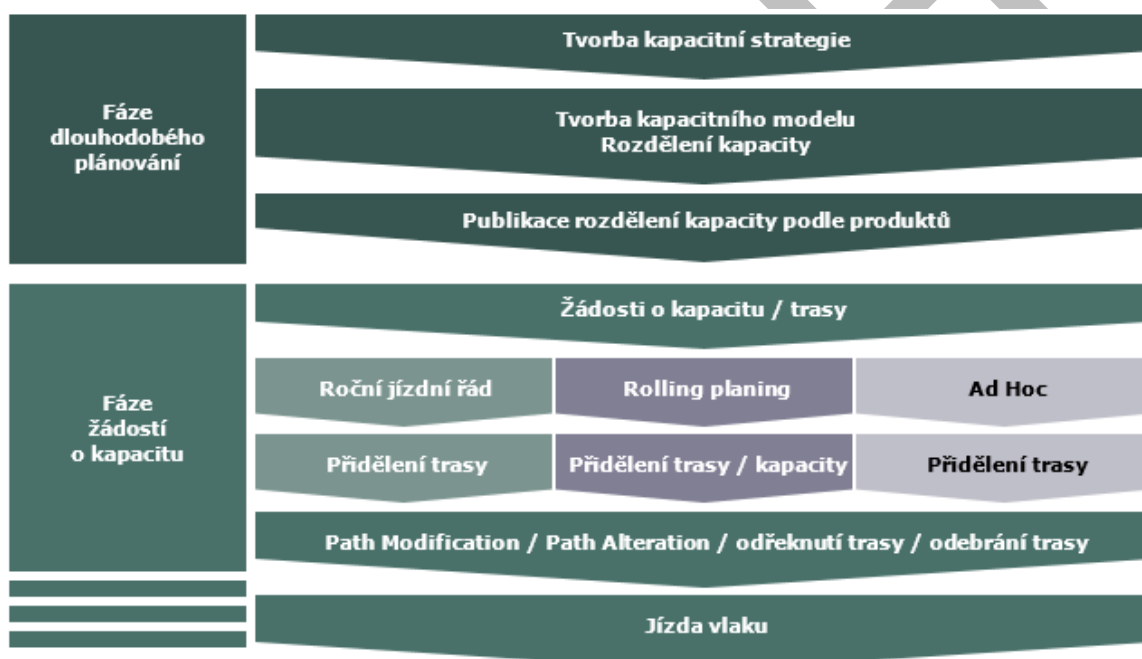 Tvorba kapacitní strategie
Fáze
dlouhodobého
plánování
Tvorba kapacitního modelu
Rozdělení kapacity
Publikace rozdělení kapacity podle produktů
Žádosti o kapacitu / trasy
Fáze
žádostí
o kapacitu
Roční jízdní řád
Rolling planing
Ad Hoc
Přidělení trasy
Přidělení trasy / kapacity
Přidělení trasy
Path Modification / Path Alteration / odřeknutí trasy / odebrání trasy
Jízda vlaku